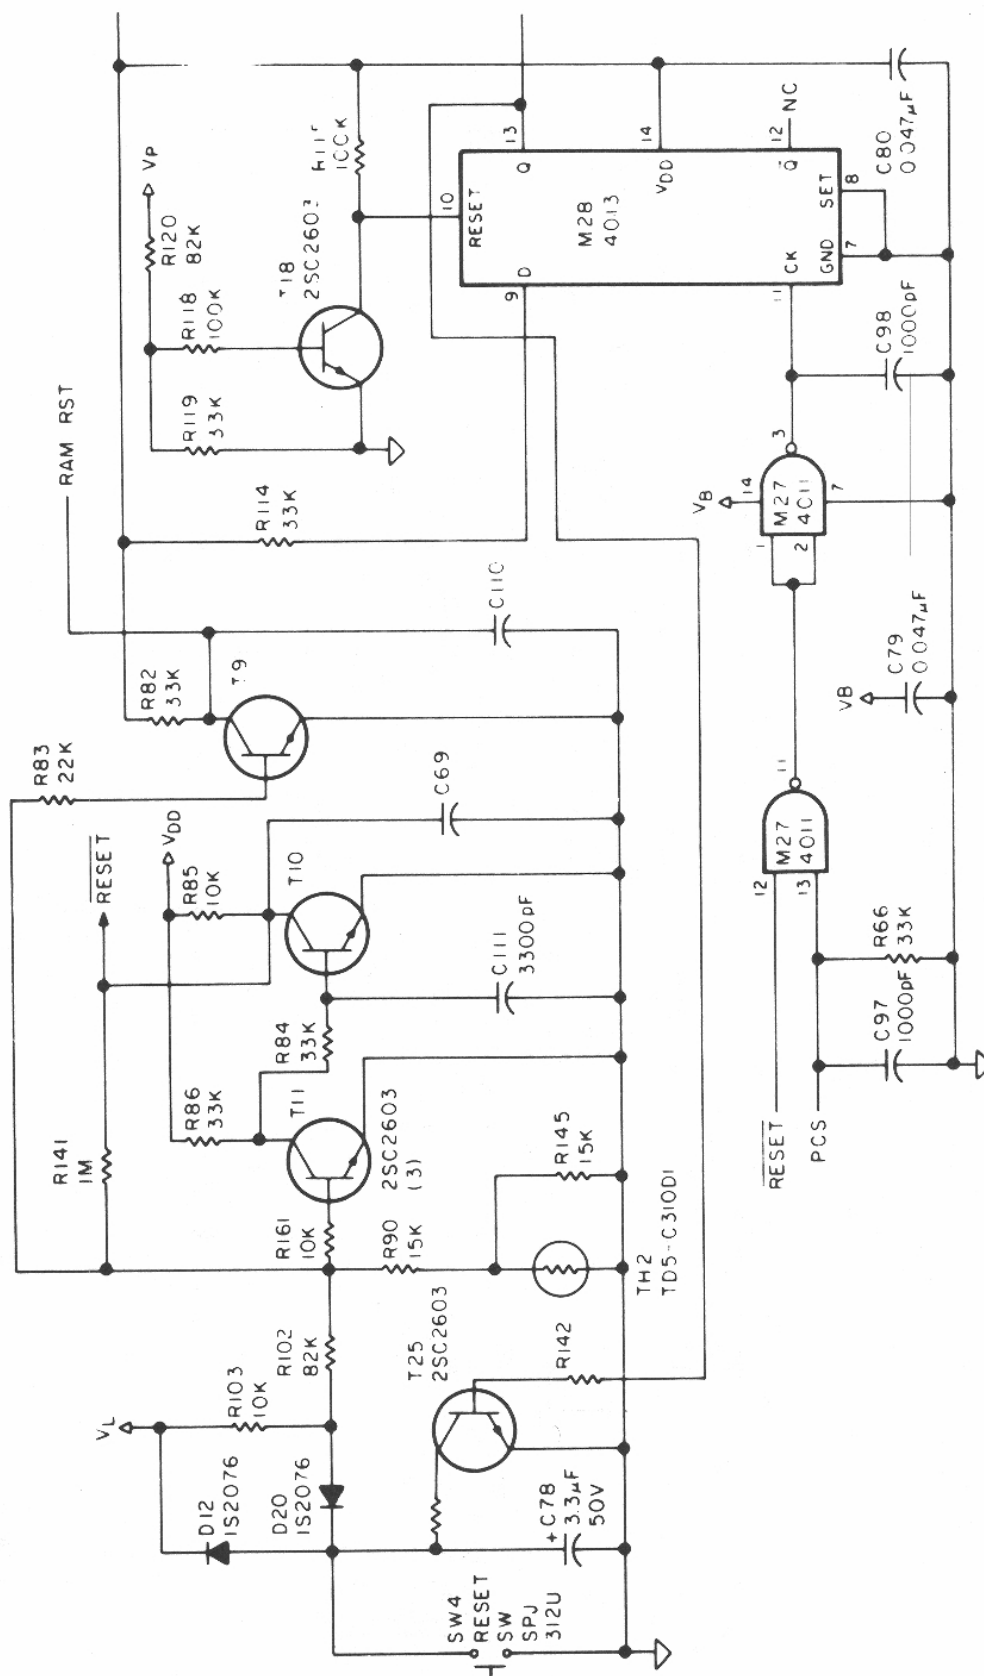 RAM RST
VP
R120
82K
R118
100K
R119
33K
T18
2SC2603
100K
R114
33K
RESET
10
13
Q
14
VDD
12
Q̅
NC
M28
4013
9
D
11
CK
GND
7
SET
8
C80
0.047µF
C98
1000pF
VB
14
M27
4011
1
2
3
7
R82
33K
T9
C110
R83
22K
R̅E̅S̅E̅T̅
VDD
R85
10K
T10
C69
C111
3300pF
R84
33K
R86
33K
T11
2SC2603
(3)
R141
1M
R161
10K
R90
15K
R145
15K
TH2
TD5-C310D1
R102
82K
T25
2SC2603
R142
VL
R103
10K
D12
1S2076
D20
1S2076
+C78
3.3µF
50V
SW4
RESET
SW
SPJ
312U
VB
C79
0.047µF
11
M27
4011
12
13
R66
33K
C97
1000pF
R̅E̅S̅E̅T̅
PCS